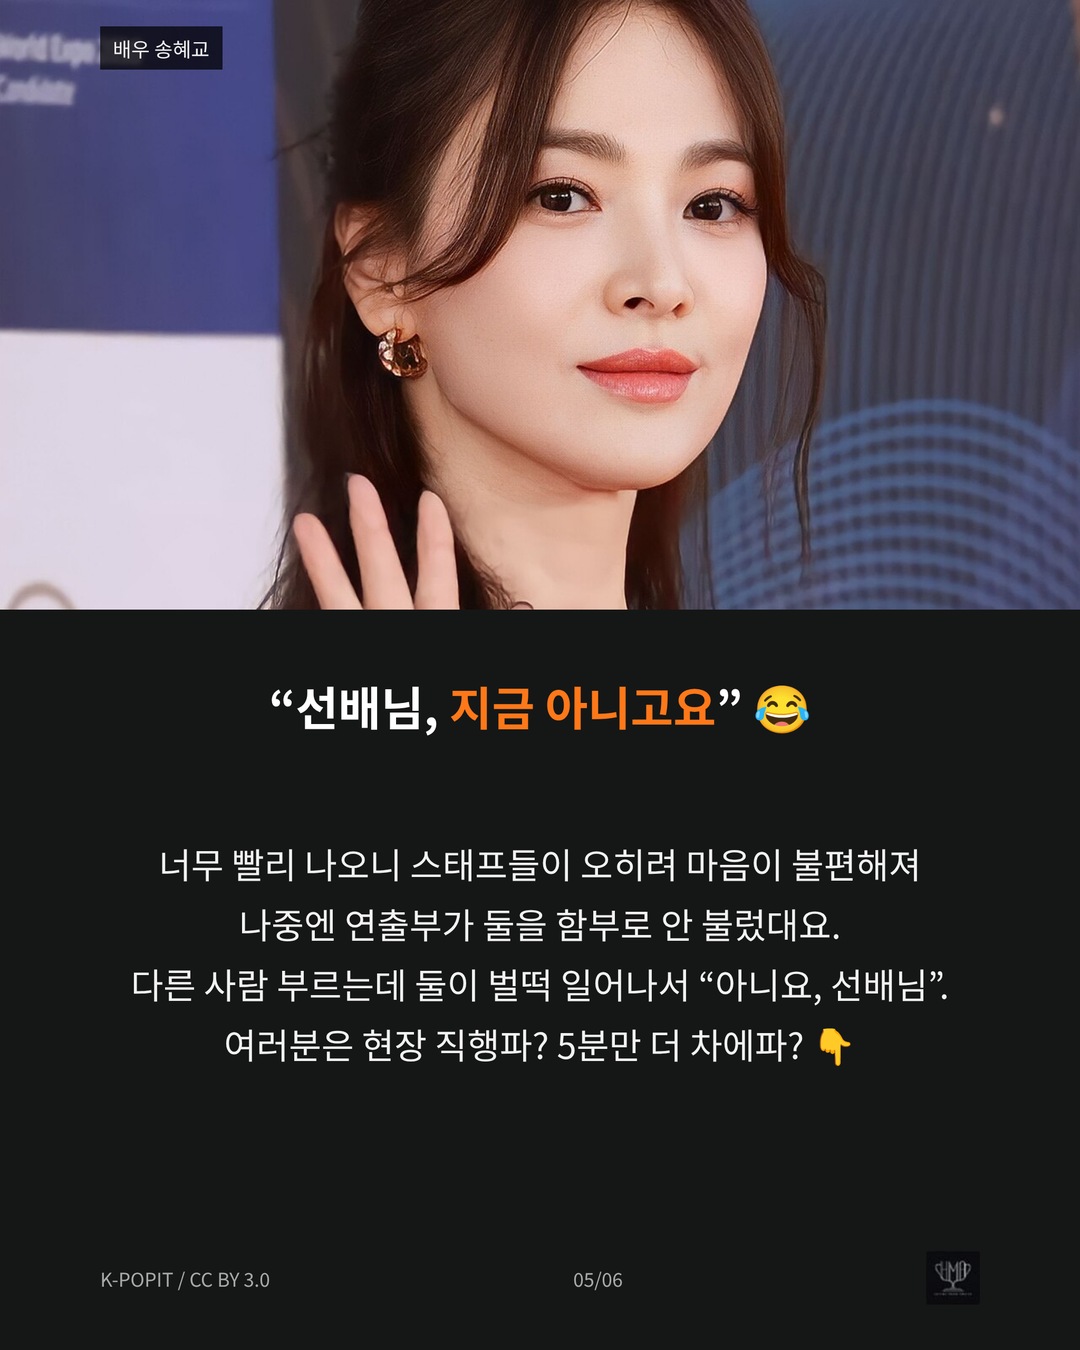 World Expo
Candidate
배우 송혜교
“선배님, 지금 아니고요” 😂
너무 빨리 나오니 스태프들이 오히려 마음이 불편해져
나중엔 연출부가 둘을 함부로 안 불렀대요.
다른 사람 부르는데 둘이 벌떡 일어나서 “아니요, 선배님”.
여러분은 현장 직행파? 5분만 더 차에파? 👇
K-POPIT / CC BY 3.0
05/06